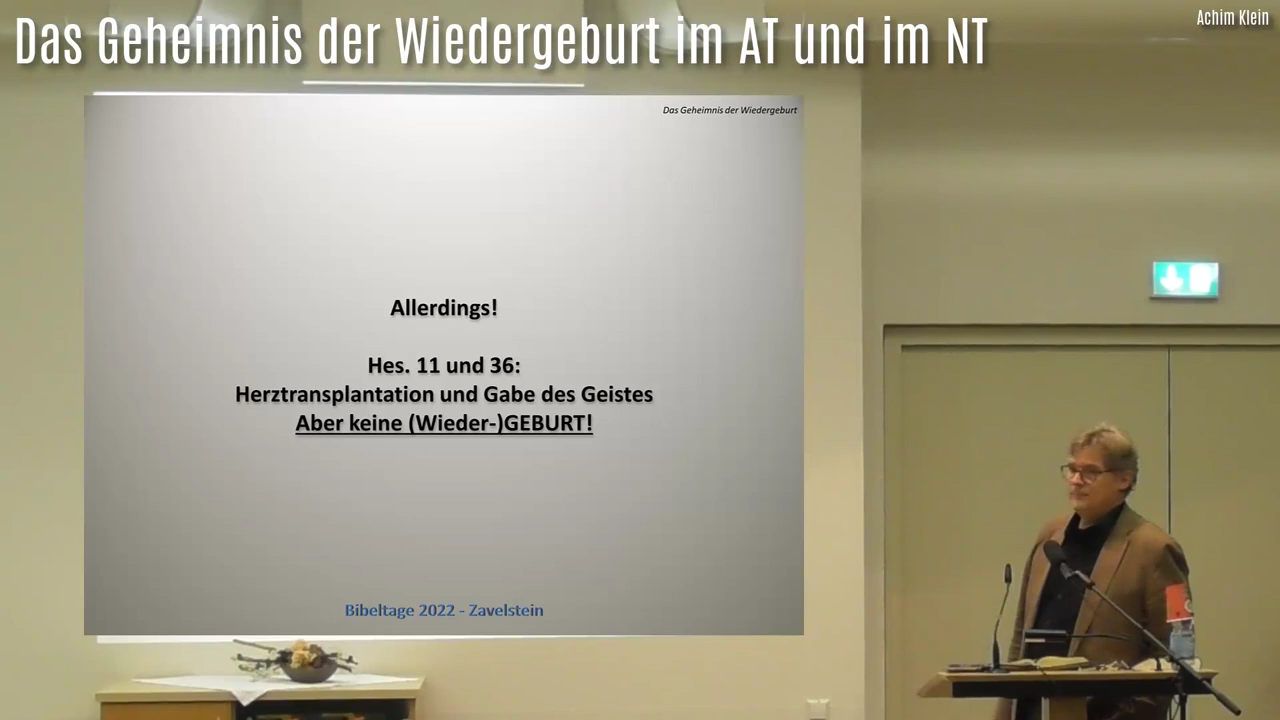 Das Geheimnis der Wiedergeburt im AT und im NT
Achim Klein
Das Geheimnis der Wiedergeburt
Allerdings!
Hes. 11 und 36:
Herztransplantation und Gabe des Geistes
Aber keine (Wieder-)GEBURT!
Bibeltage 2022 - Zavelstein